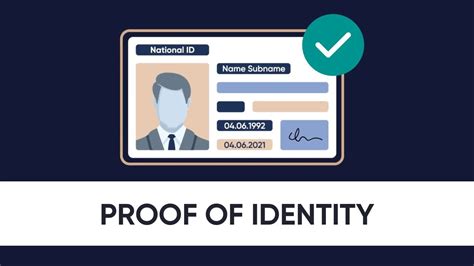 National ID
Name Subname
04.06.1992
04.06.2021
PROOF OF IDENTITY